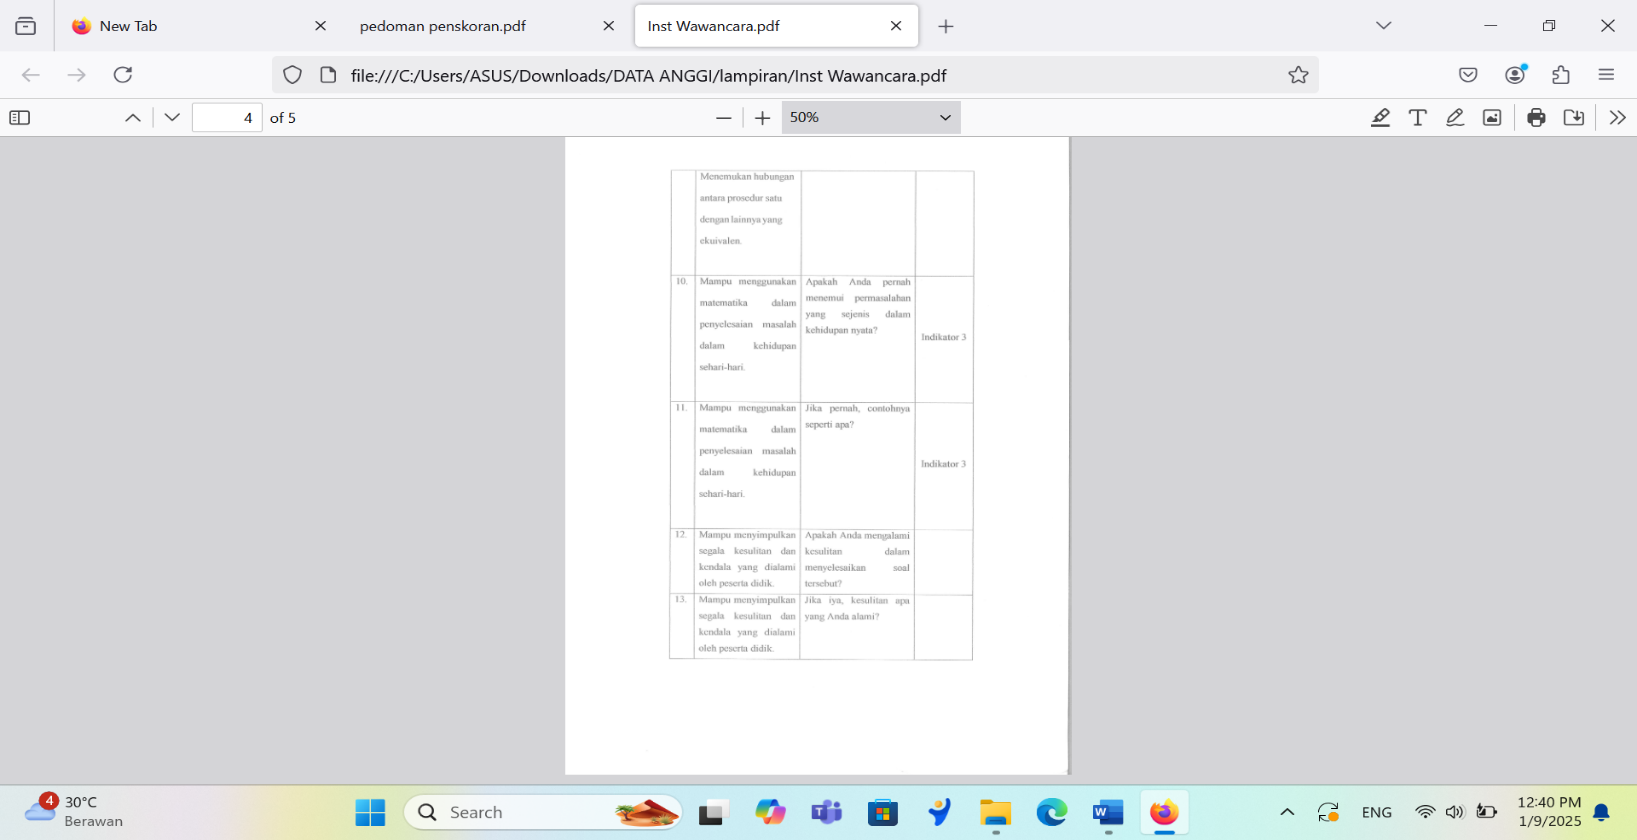 New Tab
pedoman penskoran.pdf
Inst Wawancara.pdf
file:///C:/Users/ASUS/Downloads/DATA ANGGI/lampiran/Inst Wawancara.pdf
4 of 5
50%
Menemukan hubungan
antara prosedur satu
dengan lainnya yang
ekuivalen.
10.
Mampu menggunakan
matematika dalam
penyelesaian masalah
dalam kehidupan
sehari-hari.
Apakah Anda pernah
menemui permasalahan
yang sejenis dalam
kehidupan nyata?
Indikator 3
11.
Mampu menggunakan
matematika dalam
penyelesaian masalah
dalam kehidupan
sehari-hari.
Jika pernah, contohnya
seperti apa?
Indikator 3
12.
Mampu menyimpulkan
segala kesulitan dan
kendala yang dialami
oleh peserta didik.
Apakah Anda mengalami
kesulitan dalam
menyelesaikan soal
tersebut?
13.
Mampu menyimpulkan
segala kesulitan dan
kendala yang dialami
oleh peserta didik.
Jika iya, kesulitan apa
yang Anda alami?
4
30°C
Berawan
Search
ENG
12:40 PM
1/9/2025